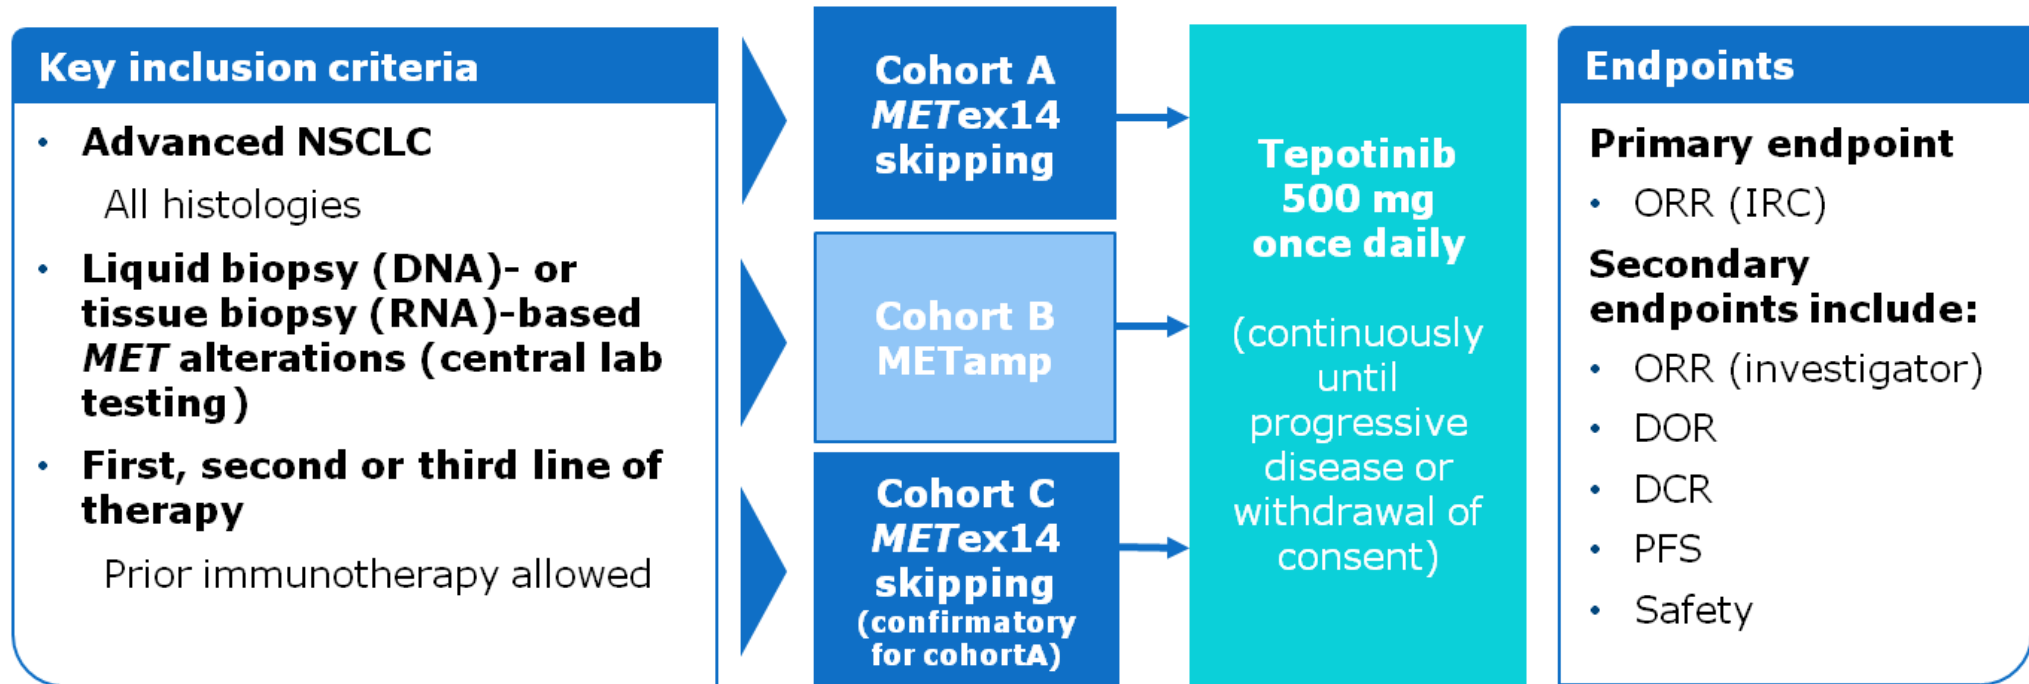 Key inclusion criteria
• Advanced NSCLC
All histologies
• Liquid biopsy (DNA)- or
tissue biopsy (RNA)-based
MET alterations (central lab
testing)
• First, second or third line of
therapy
Prior immunotherapy allowed
Cohort A
METex14
skipping
Cohort B
METamp
Cohort C
METex14
skipping
(confirmatory
for cohortA)
Tepotinib
500 mg
once daily
(continuously
until
progressive
disease or
withdrawal of
consent)
Endpoints
Primary endpoint
• ORR (IRC)
Secondary
endpoints include:
• ORR (investigator)
• DOR
• DCR
• PFS
• Safety